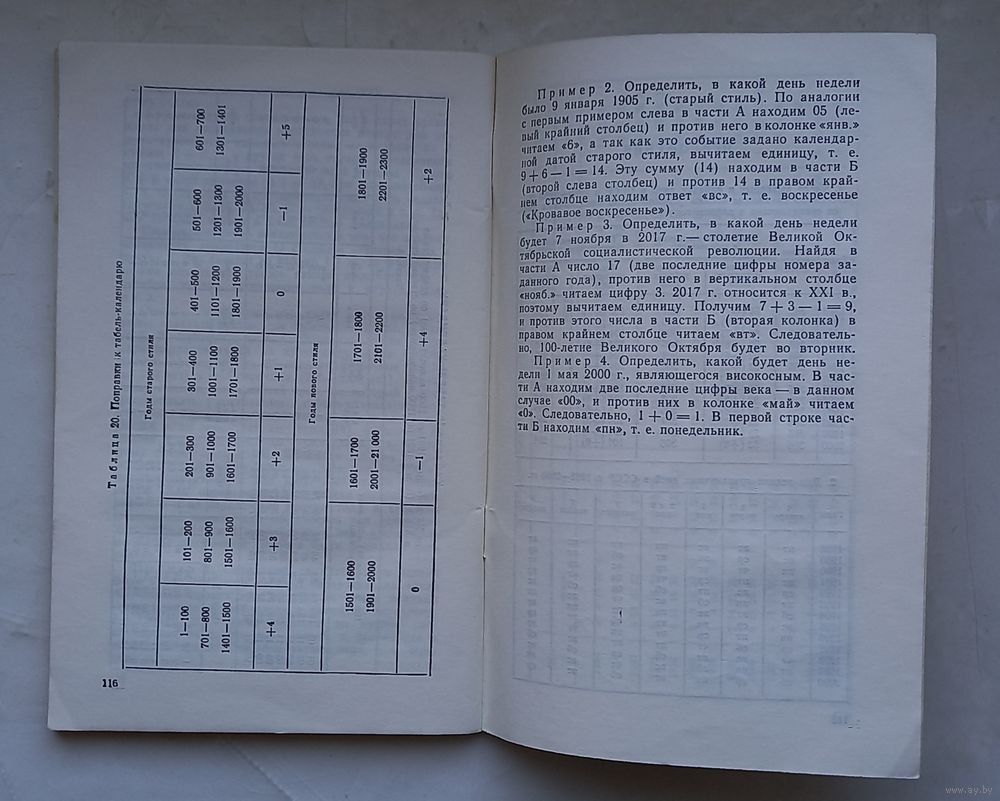 Таблица 20. Поправки к табель-календарю
Годы старого стиля
1—100
701—800
1401—1500
101—200
801—900
1501—1600
201—300
901—1000
1601—1700
301—400
1001—1100
1701—1800
401—500
1101—1200
1801—1900
501—600
1201—1300
1901—2000
601—700
1301—1401
+4
+3
+2
+1
0
—1
+5
Годы нового стиля
1501—1600
1901—2000
1601—1700
2001—21 000
1701—1800
2101—2200
1801—1900
2201—2300
0
—1
+4
+2
116
Пример 2. Определить, в какой день недели
было 9 января 1905 г. (старый стиль). По аналогии
с первым примером слева в части А находим 05 (ле-
вый крайний столбец) и против него в колонке «янв.»
читаем «6», а так как это событие задано календар-
ной датой старого стиля, вычитаем единицу, т. е.
9 + 6 — 1 = 14. Эту сумму (14) находим в части Б
(второй слева столбец) и против 14 в правом край-
нем столбце находим ответ «вс», т. е. воскресенье
(«Кровавое воскресенье»).
Пример 3. Определить, в какой день недели
будет 7 ноября в 2017 г.— столетие Великой Ок-
тябрьской социалистической революции. Найдя в
части А число 17 (две последние цифры номера за-
данного года), против него в вертикальном столбце
«нояб.» читаем цифру 3. 2017 г. относится к XXI в.,
поэтому вычитаем единицу. Получим 7 + 3 — 1 = 9,
и против этого числа в части Б (вторая колонка) в
правом крайнем столбце читаем «вт». Следователь-
но, 100-летие Великого Октября будет во вторник.
Пример 4. Определить, какой будет день не-
дели 1 мая 2000 г., являющегося високосным. В час-
ти А находим две последние цифры века — в данном
случае «00», и против них в колонке «май» читаем
«0». Следовательно, 1 + 0 = 1. В первой строке час-
ти Б находим «пн», т. е. понедельник.
www.ay.by